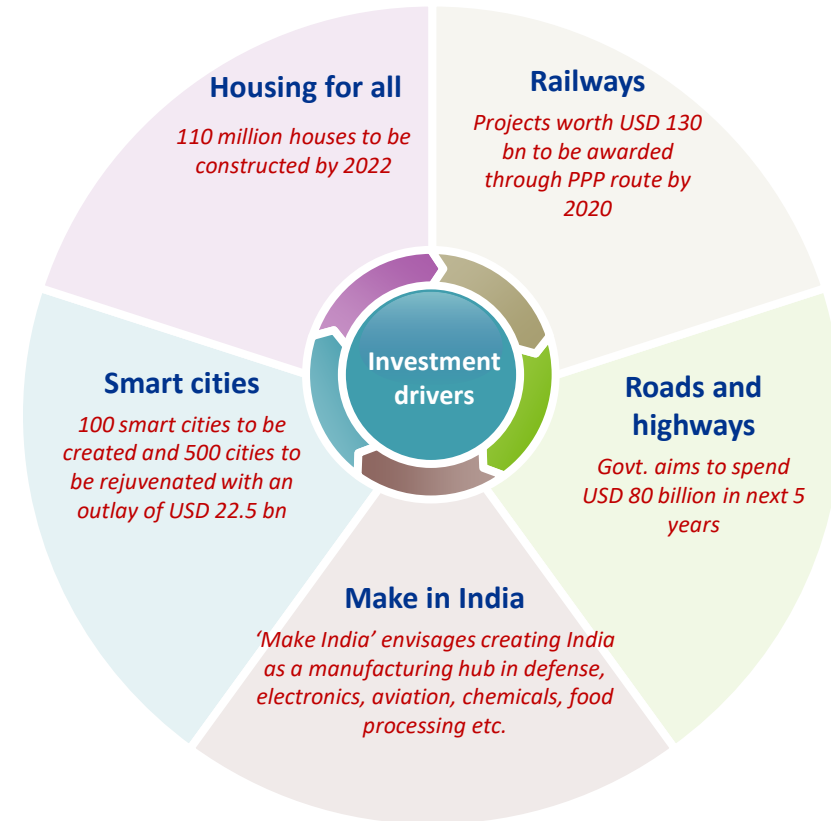 Housing for all
110 million houses to be
constructed by 2022
Railways
Projects worth USD 130
bn to be awarded
through PPP route by
2020
Investment
drivers
Smart cities
100 smart cities to be
created and 500 cities to
be rejuvenated with an
outlay of USD 22.5 bn
Roads and
highways
Govt. aims to spend
USD 80 billion in next 5
years
Make in India
‘Make India’ envisages creating India
as a manufacturing hub in defense,
electronics, aviation, chemicals, food
processing etc.